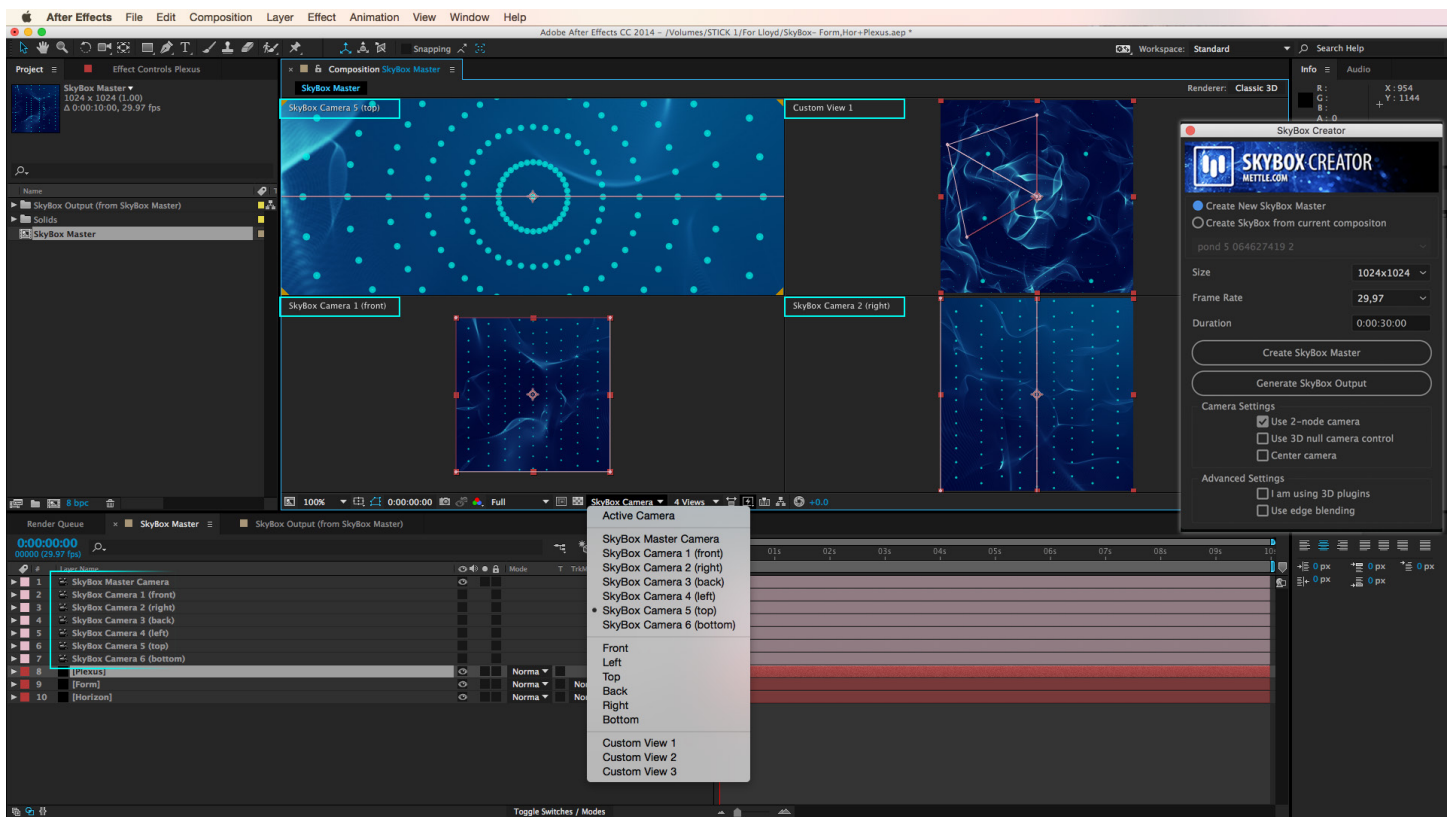 After Effects File Edit Composition Layer Effect Animation View Window Help
Adobe After Effects CC 2014 - /Volumes/STICK 1/For Lloyd/SkyBox- Form,Hor+Plexus.aep *
Snapping
Workspace: Standard
Search Help
Project
Effect Controls Plexus
Composition SkyBox Master
Info
Audio
SkyBox Master
1024 x 1024 (1.00)
Δ 0:00:10:00, 29.97 fps
SkyBox Master
Renderer: Classic 3D
R :
G :
B :
A : 0
X : 954
Y : 1144
Name
SkyBox Output (from SkyBox Master)
Solids
SkyBox Master
SkyBox Camera 5 (top)
Custom View 1
SkyBox Camera 1 (front)
SkyBox Camera 2 (right)
SkyBox Creator
SKYBOX CREATOR
METTLE.COM
Create New SkyBox Master
Create SkyBox from current compositon
pond 5 064627419 2
Size
1024x1024
Frame Rate
29,97
Duration
0:00:30:00
Create SkyBox Master
Generate SkyBox Output
Camera Settings
Use 2-node camera
Use 3D null camera control
Center camera
Advanced Settings
I am using 3D plugins
Use edge blending
8 bpc
100%
0:00:00:00
Full
SkyBox Camera
4 Views
+0.0
Active Camera
SkyBox Master Camera
SkyBox Camera 1 (front)
SkyBox Camera 2 (right)
SkyBox Camera 3 (back)
SkyBox Camera 4 (left)
SkyBox Camera 5 (top)
SkyBox Camera 6 (bottom)
Front
Left
Top
Back
Right
Bottom
Custom View 1
Custom View 2
Custom View 3
Render Queue
SkyBox Master
SkyBox Output (from SkyBox Master)
0:00:00:00
00000 (29.97 fps)
01s 02s 03s 04s 05s 06s 07s 08s 09s 10s
# Layer Name
Mode
T TrkM
1 SkyBox Master Camera
2 SkyBox Camera 1 (front)
3 SkyBox Camera 2 (right)
4 SkyBox Camera 3 (back)
5 SkyBox Camera 4 (left)
6 SkyBox Camera 5 (top)
7 SkyBox Camera 6 (bottom)
8 [Plexus] Norma
9 [Form] Norma
10 [Horizon] Norma
0 px 0 px 0 px
0 px 0 px
Toggle Switches / Modes